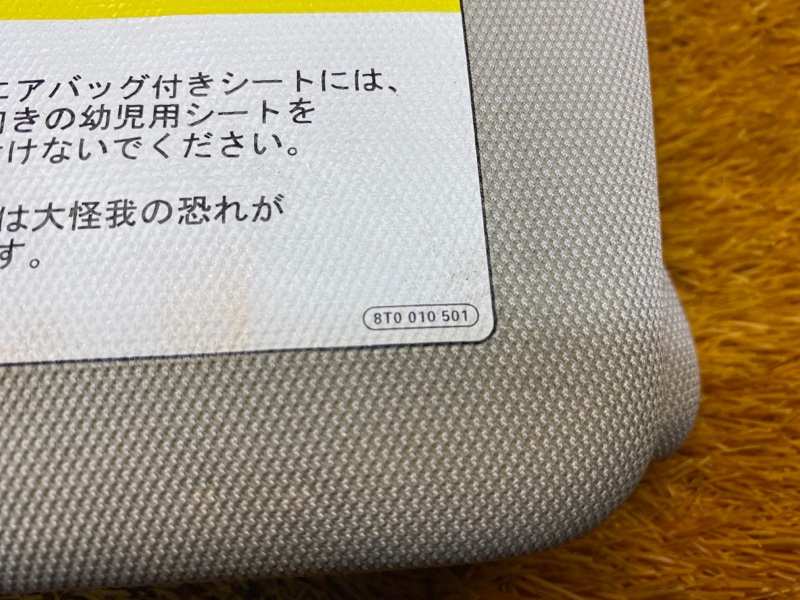 エアバッグ付きシートには、
向きの幼児用シートを
けないでください。
は大怪我の恐れが
す。
8T0 010 501